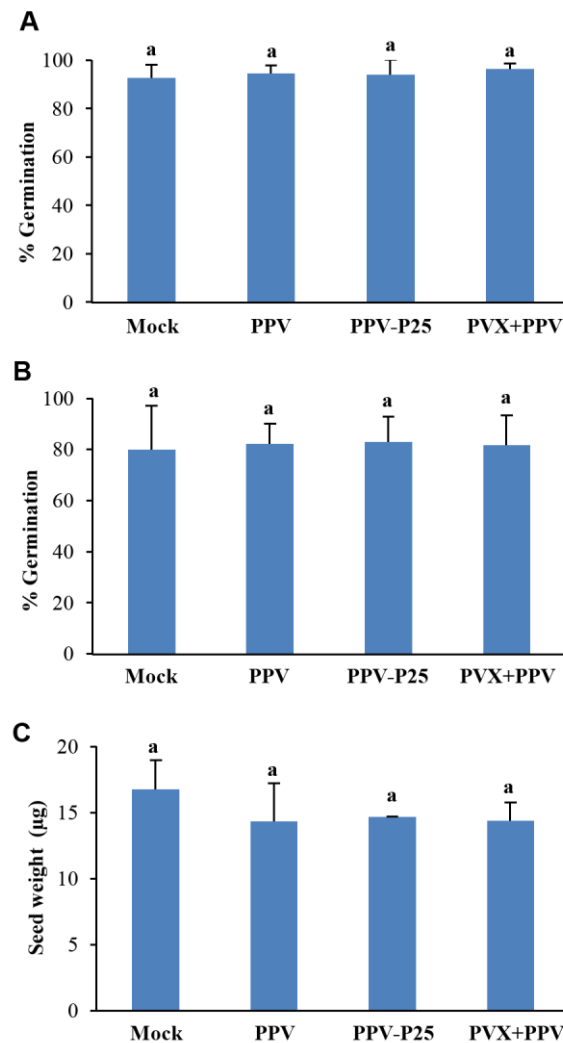 A
a a a a
100
80
60
40
20
0
% Germination
Mock PPV PPV-P25 PVX+PPV
B
a a a a
100
80
60
40
20
0
% Germination
Mock PPV PPV-P25 PVX+PPV
C
a a a a
20
15
10
5
0
Seed weight (µg)
Mock PPV PPV-P25 PVX+PPV